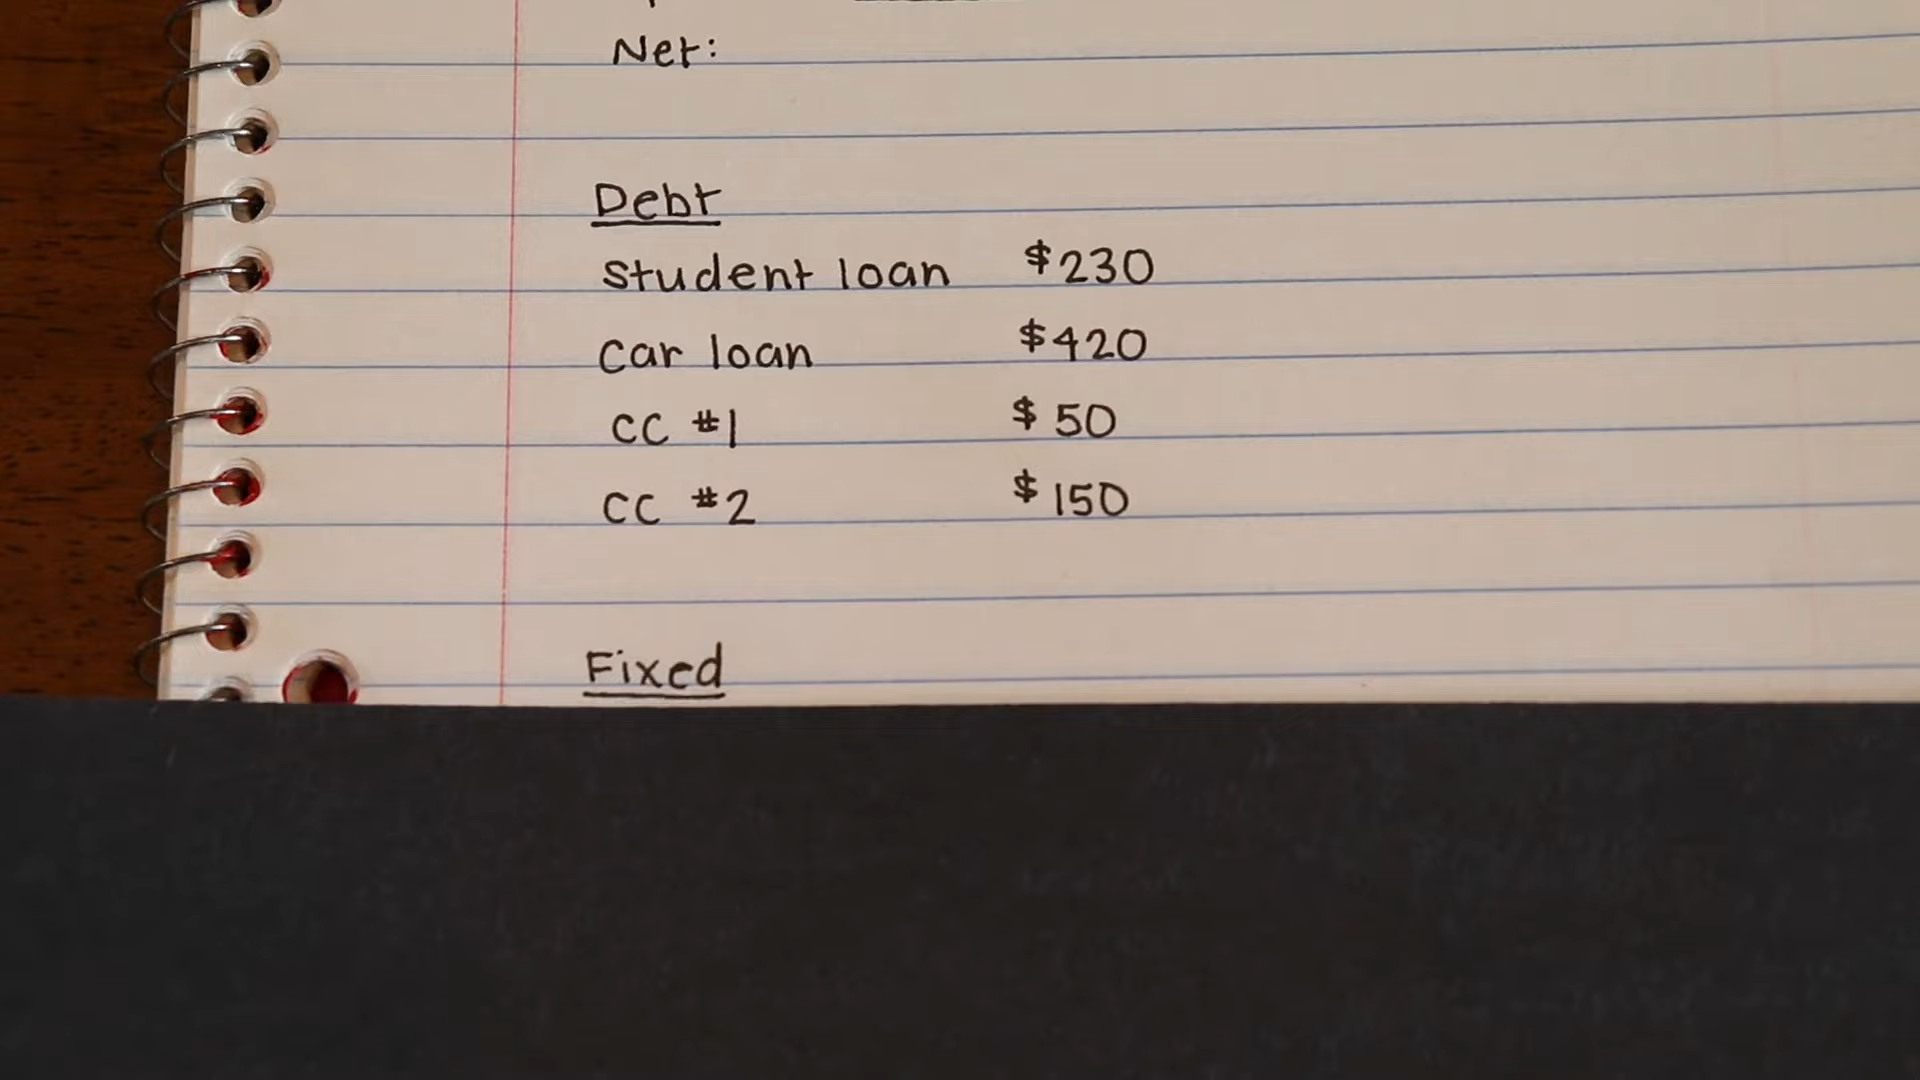 Net:
Debt
student loan $230
car loan $420
CC #1 $50
CC #2 $150
Fixed